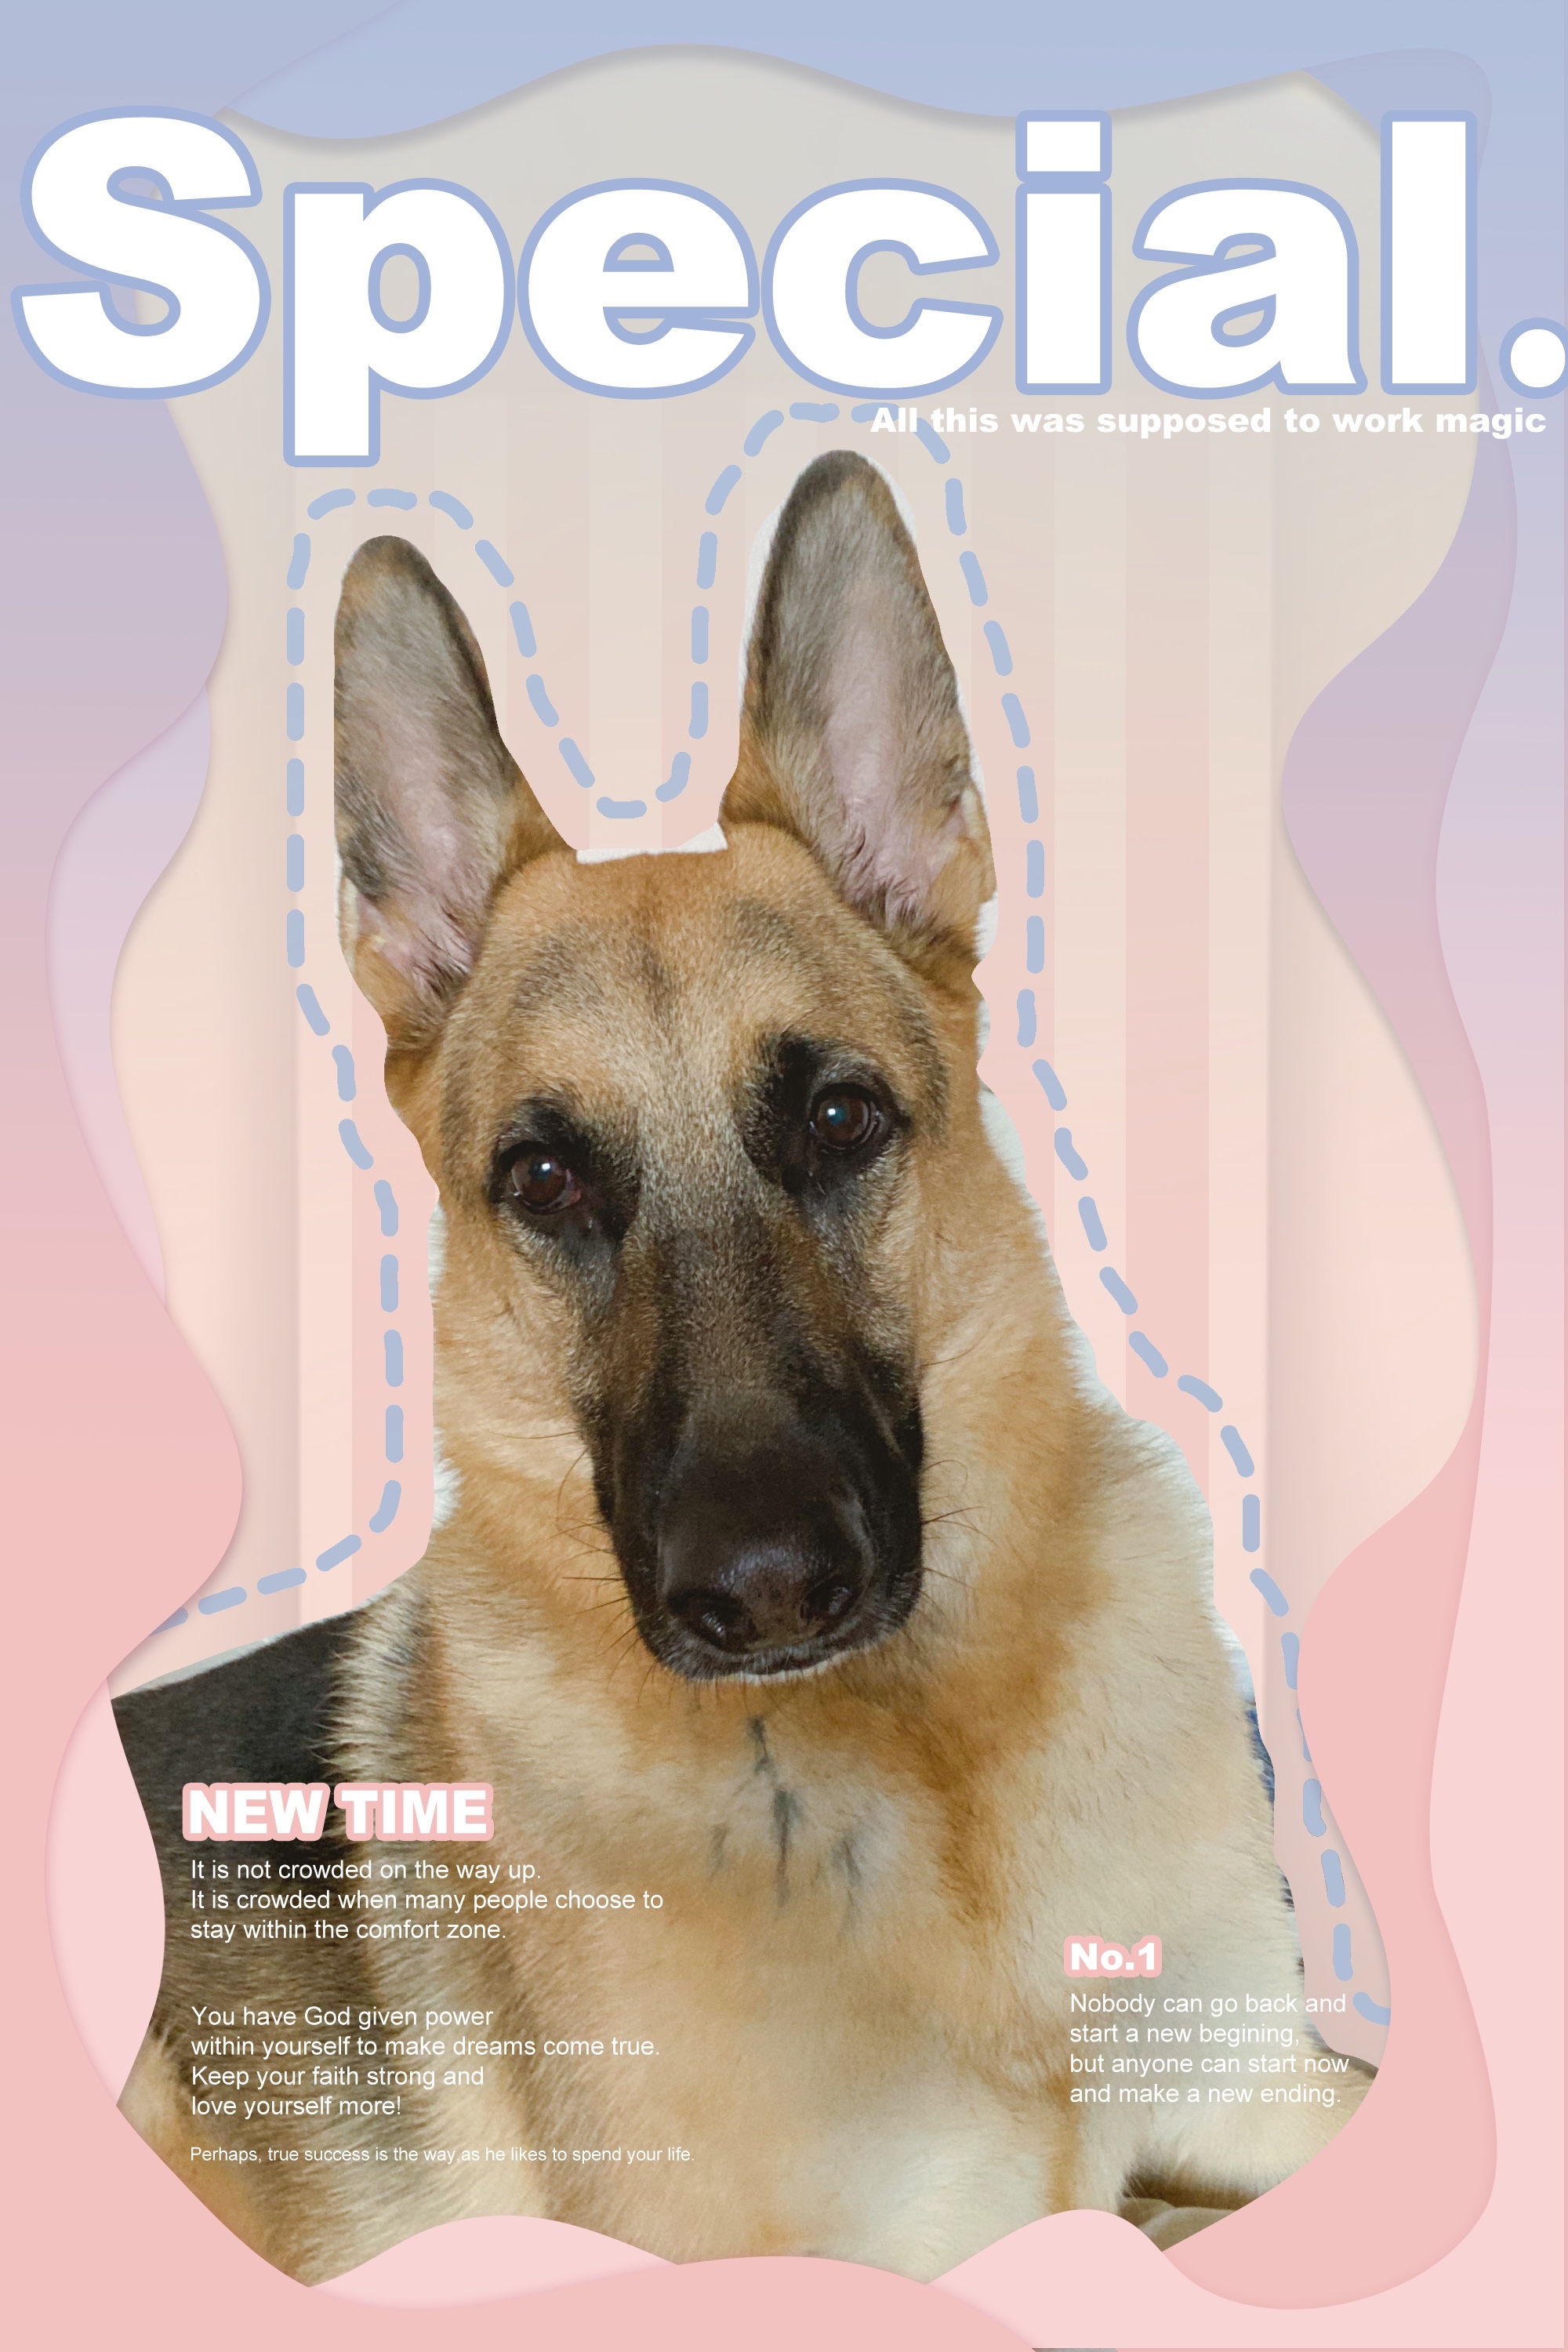 Special.
All this was supposed to work magic
NEW TIME
It is not crowded on the way up.
It is crowded when many people choose to
stay within the comfort zone.
You have God given power
within yourself to make dreams come true.
Keep your faith strong and
love yourself more!
Perhaps, true success is the way,as he likes to spend your life.
No.1
Nobody can go back and
start a new begining,
but anyone can start now
and make a new ending.